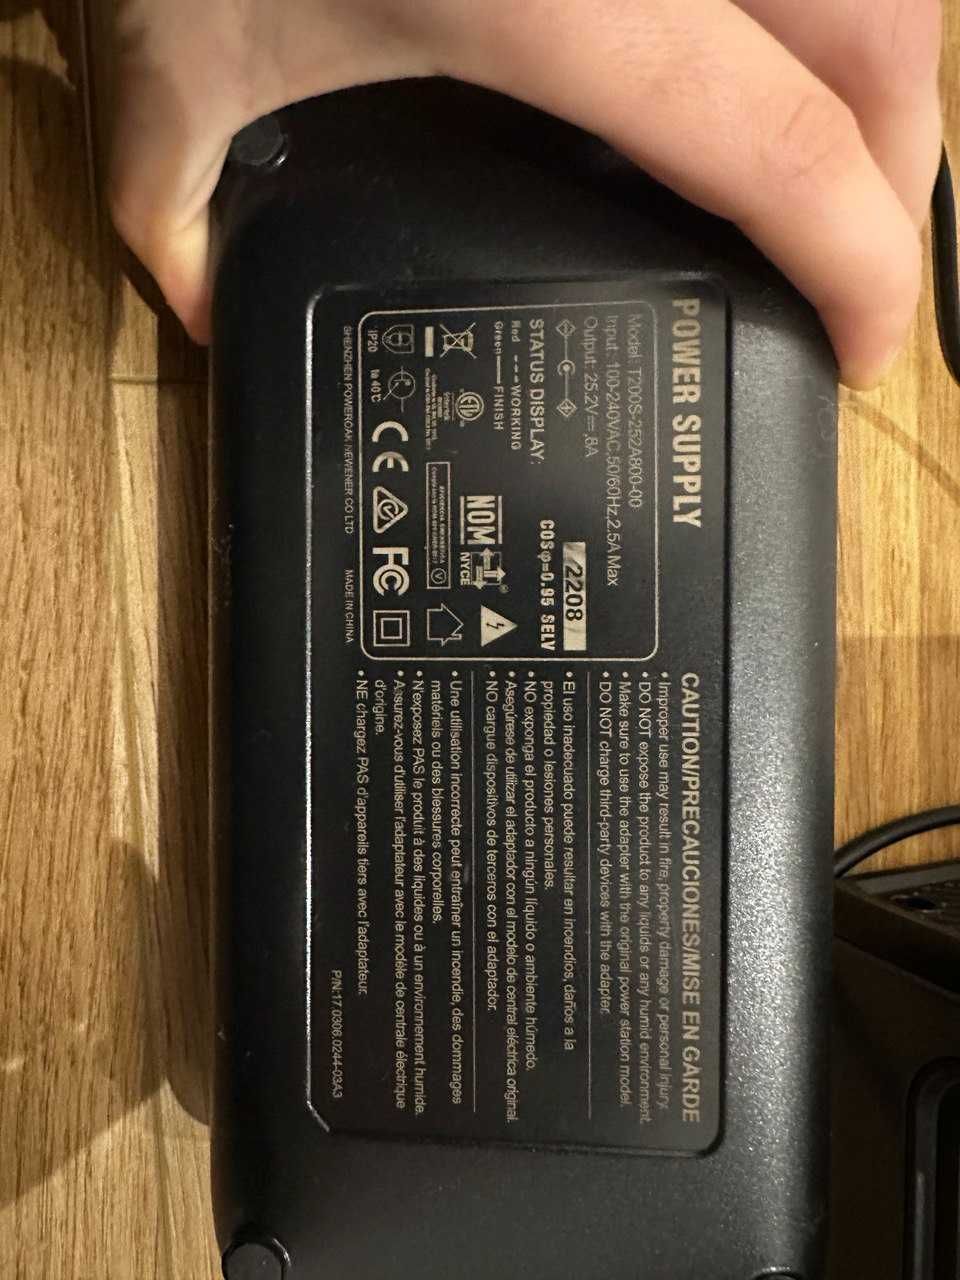 POWER SUPPLY
Model: T200S-252A800-00
Input: 100-240VAC,50/60Hz,2.5A Max
Output: 25.2V⎓,8A
2208
COSφ=0.95 SELV
STATUS DISPLAY:
Red ---WORKING
Green——FINISH
NOM
NYCE
ETL
Intertek
IP20
ta 40℃
CE
FC
SHENZHEN POWEROAK NEWENER CO LTD
MADE IN CHINA
CAUTION/PRECAUCIONES/MISE EN GARDE
• Improper use may result in fire, property damage or personal injury.
• DO NOT expose the product to any liquids or any humid environment.
• Make sure to use the adapter with the original power station model.
• DO NOT charge third-party devices with the adapter.
• El uso inadecuado puede resultar en incendios, daños a la
propiedad o lesiones personales.
• NO exponga el producto a ningún líquido o ambiente húmedo.
• Asegúrese de utilizar el adaptador con el modelo de central eléctrica original.
• NO cargue dispositivos de terceros con el adaptador.
• Une utilisation incorrecte peut entraîner un incendie, des dommages
matériels ou des blessures corporelles.
• N'exposez PAS le produit à des liquides ou à un environnement humide.
• Assurez-vous d'utiliser l'adaptateur avec le modèle de centrale électrique
d'origine.
• NE chargez PAS d'appareils tiers avec l'adaptateur.
P/N:17.0306.0244-03A3